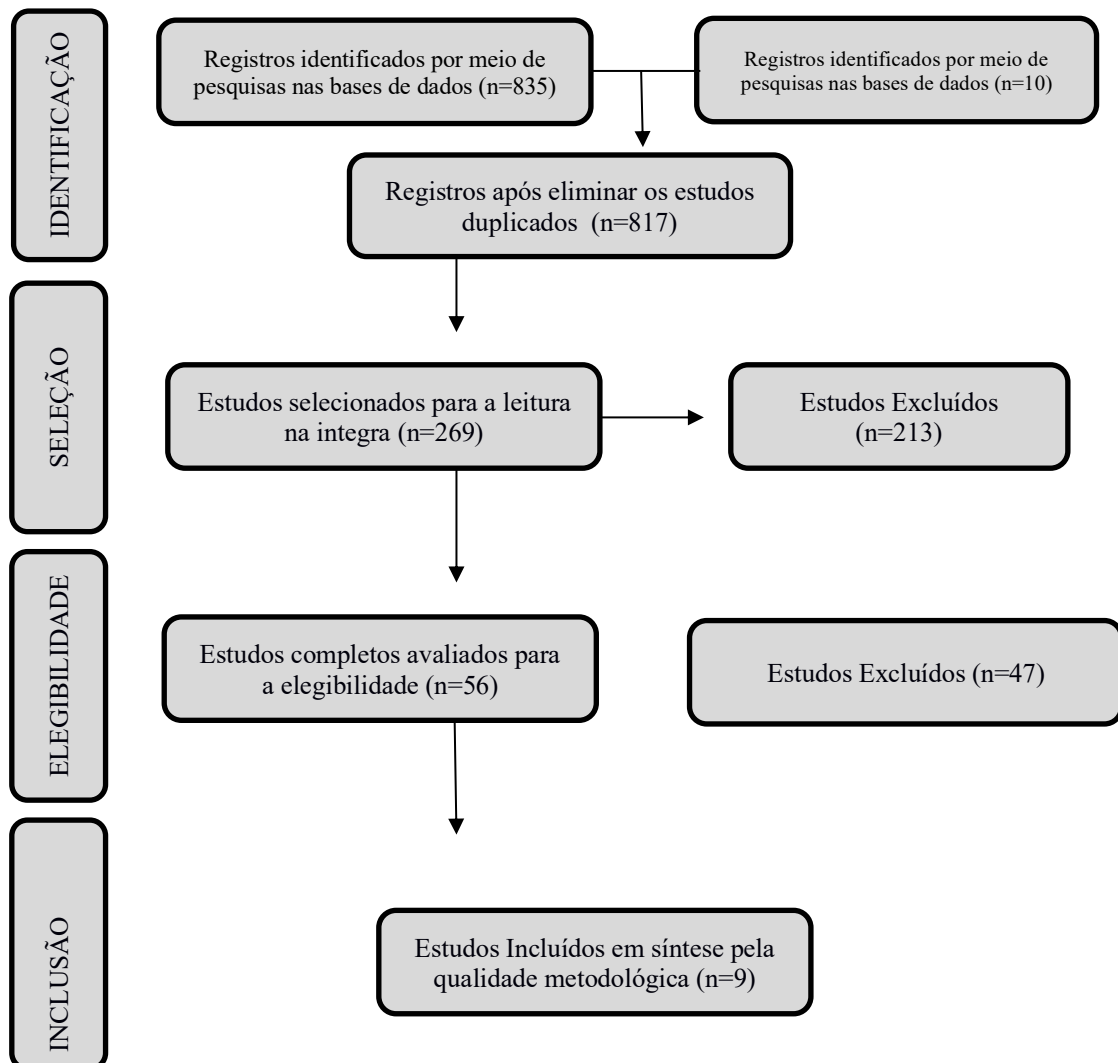 IDENTIFICAÇÃO
Registros identificados por meio de
pesquisas nas bases de dados (n=835)
Registros identificados por meio de
pesquisas nas bases de dados (n=10)
Registros após eliminar os estudos
duplicados (n=817)
SELEÇÃO
Estudos selecionados para a leitura
na integra (n=269)
Estudos Excluídos
(n=213)
ELEGIBILIDADE
Estudos completos avaliados para
a elegibilidade (n=56)
Estudos Excluídos (n=47)
INCLUSÃO
Estudos Incluídos em síntese pela
qualidade metodológica (n=9)